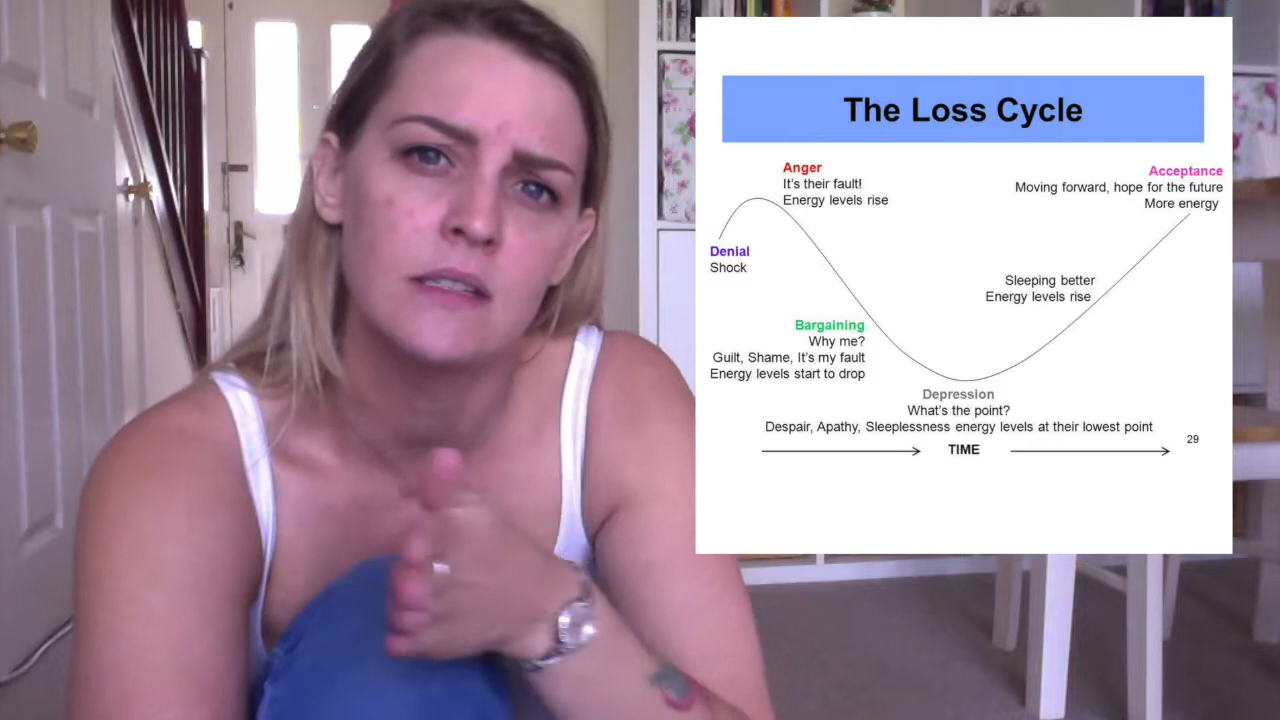 The Loss Cycle
Anger
It's their fault!
Energy levels rise
Acceptance
Moving forward, hope for the future
More energy
Denial
Shock
Sleeping better
Energy levels rise
Bargaining
Why me?
Guilt, Shame, It's my fault
Energy levels start to drop
Depression
What's the point?
Despair, Apathy, Sleeplessness energy levels at their lowest point
29
TIME